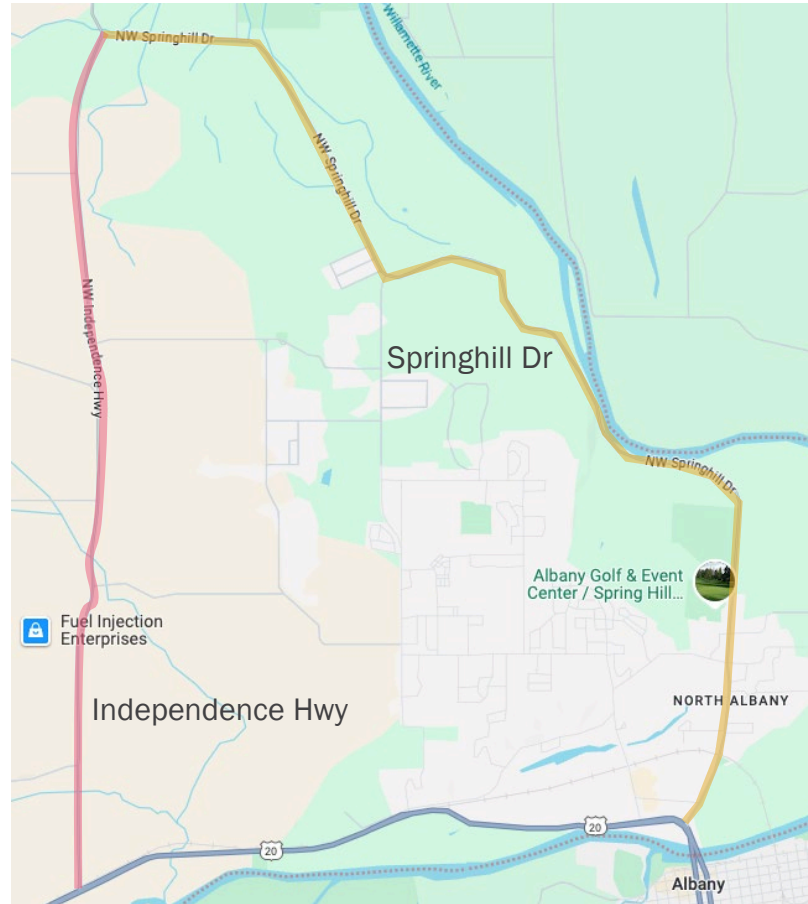 NW Springhill Dr
Willamette River
NW Springhill Dr
NW Independence Hwy
Springhill Dr
NW Springhill Dr
Albany Golf & Event
Center / Spring Hill...
Fuel Injection
Enterprises
Independence Hwy
NORTH ALBANY
20
20
Albany